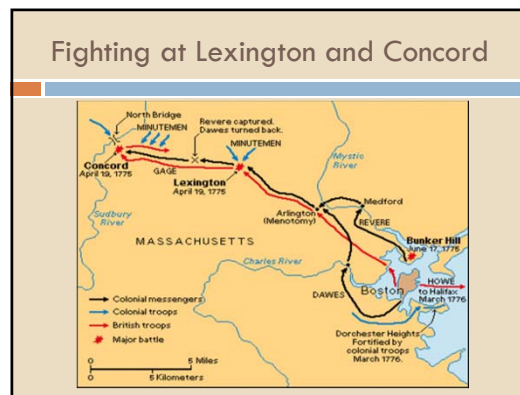 Fighting at Lexington and Concord
North Bridge
MINUTEMEN
Revere captured.
Dawes turned back.
MINUTEMEN
Concord
April 19, 1775
GAGE
Lexington
April 19, 1775
Mystic
River
Medford
REVERE
Arlington
(Menotomy)
Sudbury
River
MASSACHUSETTS
Bunker Hill
June 17, 1775
Charles River
HOWE
to Halifax
March 1776
Boston
DAWES
Dorchester Heights
Fortified by
colonial troops
March 1776.
Colonial messengers
Colonial troops
British troops
Major battle
0 5 Miles
0 5 Kilometers